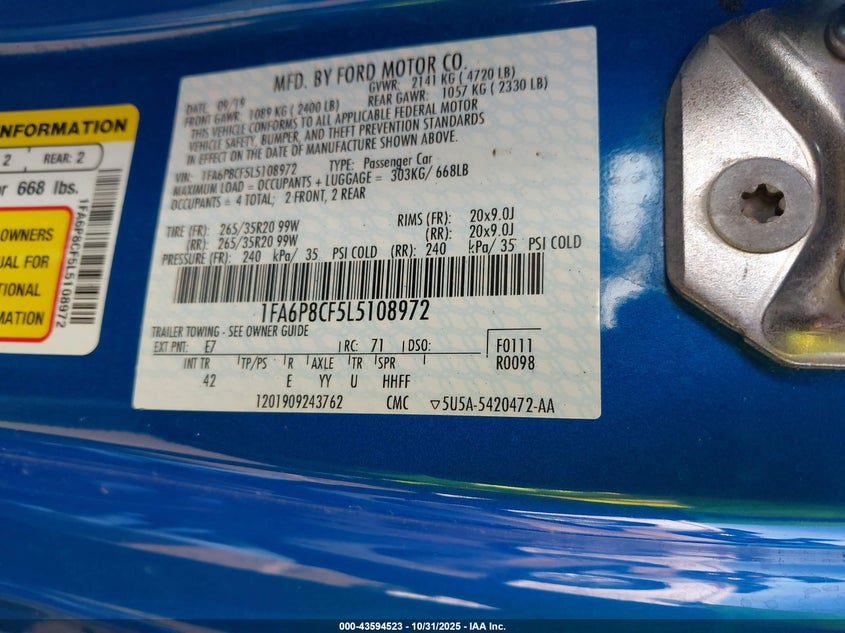 INFORMATION
2 REAR: 2
or 668 lbs.
OWNERS
UAL FOR
TIONAL
MATION
1FA6P8CF5L5108972
MFD. BY FORD MOTOR CO.
DATE: 09/19 GVWR: 2141 KG ( 4720 LB)
FRONT GAWR: 1089 KG ( 2400 LB) REAR GAWR: 1057 KG ( 2330 LB)
THIS VEHICLE CONFORMS TO ALL APPLICABLE FEDERAL MOTOR
VEHICLE SAFETY, BUMPER, AND THEFT PREVENTION STANDARDS
IN EFFECT ON THE DATE OF MANUFACTURE SHOWN ABOVE.
VIN: 1FA6P8CF5L5108972 TYPE: Passenger Car
MAXIMUM LOAD = OCCUPANTS + LUGGAGE = 303KG/ 668LB
OCCUPANTS = 4 TOTAL; 2 FRONT, 2 REAR
TIRE (FR): 265/35R20 99W RIMS (FR): 20x9.0J
(RR): 265/35R20 99W (RR): 20x9.0J
PRESSURE (FR): 240 kPa/ 35 PSI COLD (RR): 240 kPa/ 35 PSI COLD
1FA6P8CF5L5108972
TRAILER TOWING - SEE OWNER GUIDE
EXT PNT: E7 RC: 71 DSO: F0111
INT TR TP/PS R AXLE TR SPR R0098
42 E YY U HHFF
1201909243762 CMC ▽5U5A-5420472-AA
000-43594523 - 10/31/2025 - IAA Inc.